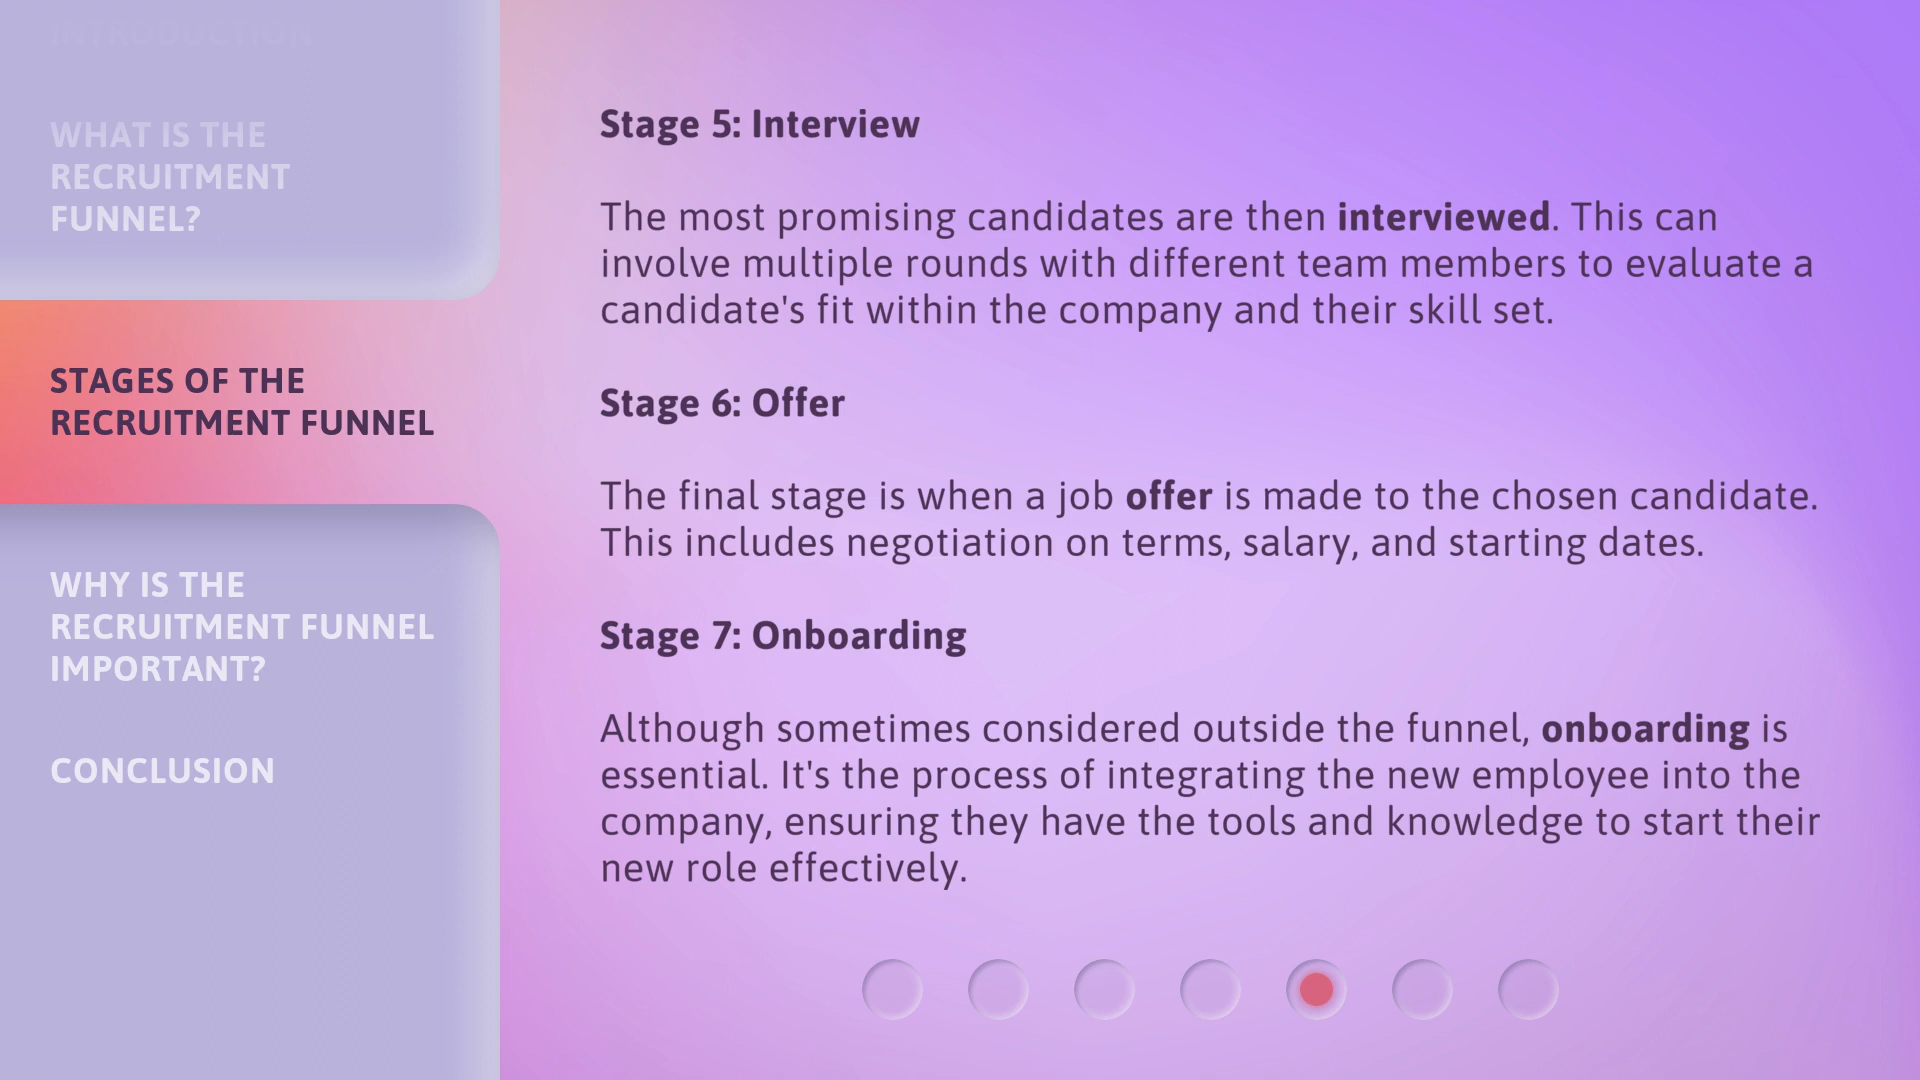 INTRODUCTION
WHAT IS THE
RECRUITMENT
FUNNEL?
STAGES OF THE
RECRUITMENT FUNNEL
WHY IS THE
RECRUITMENT FUNNEL
IMPORTANT?
CONCLUSION
Stage 5: Interview
The most promising candidates are then interviewed. This can
involve multiple rounds with different team members to evaluate a
candidate's fit within the company and their skill set.
Stage 6: Offer
The final stage is when a job offer is made to the chosen candidate.
This includes negotiation on terms, salary, and starting dates.
Stage 7: Onboarding
Although sometimes considered outside the funnel, onboarding is
essential. It's the process of integrating the new employee into the
company, ensuring they have the tools and knowledge to start their
new role effectively.